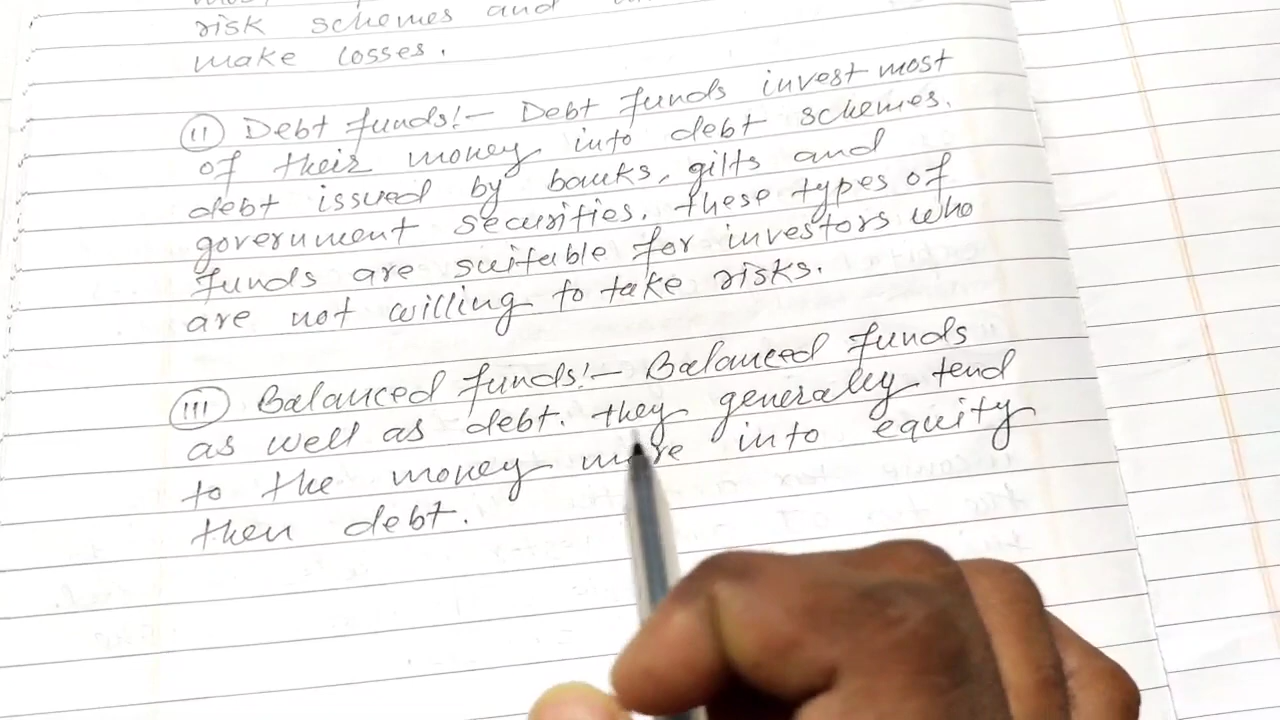 risk schemes and
make losses.
(II) Debt funds:- Debt funds invest most
of their money into debt schemes.
debt issued by banks, gilts and
government securities. these types of
funds are suitable for investors who
are not willing to take risks.
(III) Balanced funds:- Balanced funds
as well as debt. they generally tend
to the money more into equity
then debt.